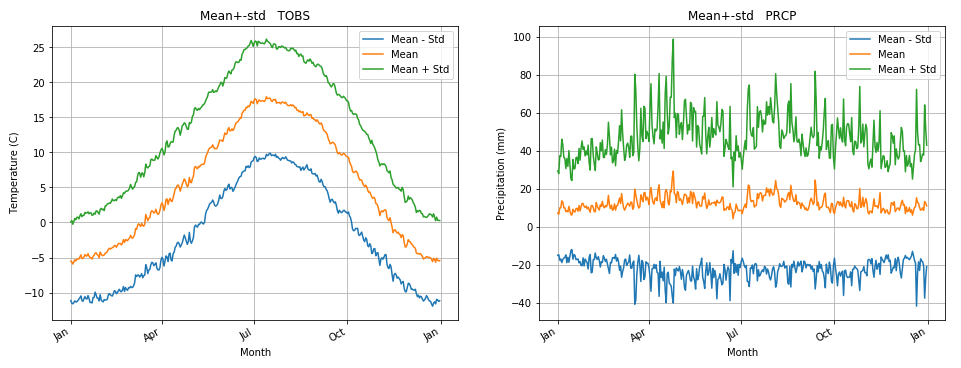 Mean+-std TOBS
Temperature (C)
25
20
15
10
5
0
−5
−10
Mean - Std
Mean
Mean + Std
Jan
Apr
Jul
Oct
Jan
Month
Mean+-std PRCP
Precipitation (mm)
100
80
60
40
20
0
−20
−40
Mean - Std
Mean
Mean + Std
Jan
Apr
Jul
Oct
Jan
Month